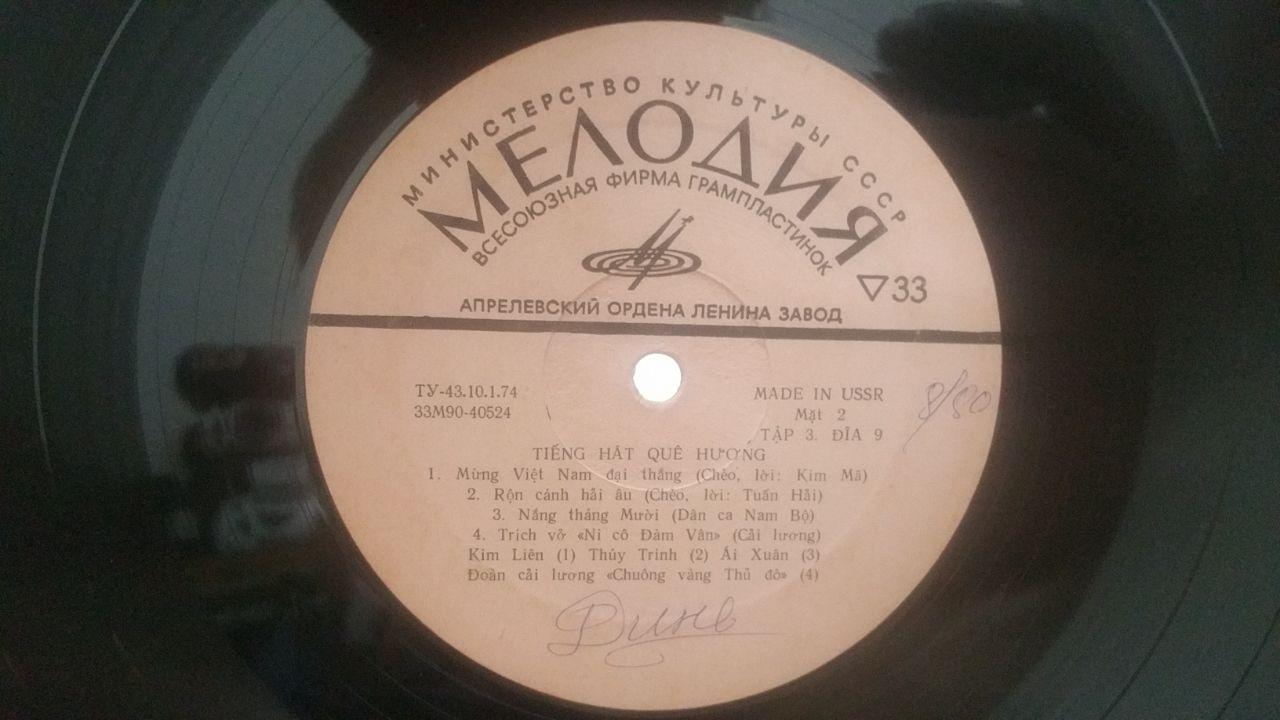 МИНИСТЕРСТВО КУЛЬТУРЫ СССР
МЕЛОДИЯ
ВСЕСОЮЗНАЯ ФИРМА ГРАМПЛАСТИНОК
▽33
АПРЕЛЕВСКИЙ ОРДЕНА ЛЕНИНА ЗАВОД
ТУ-43.10.1.74
33М90-40524
MADE IN USSR
Mặt 2
TẬP 3. ĐĨA 9
TIẾNG HÁT QUÊ HƯƠNG
1. Mừng Việt Nam đại thắng (Chèo, lời: Kim Mã)
2. Rộn cánh hải âu (Chèo, lời: Tuấn Hải)
3. Nắng tháng Mười (Dân ca Nam Bộ)
4. Trích vở «Ni cô Đàm Vân» (Cải lương)
Kim Liên (1) Thúy Trinh (2) Ái Xuân (3)
Đoàn cải lương «Chuông vàng Thủ đô» (4)